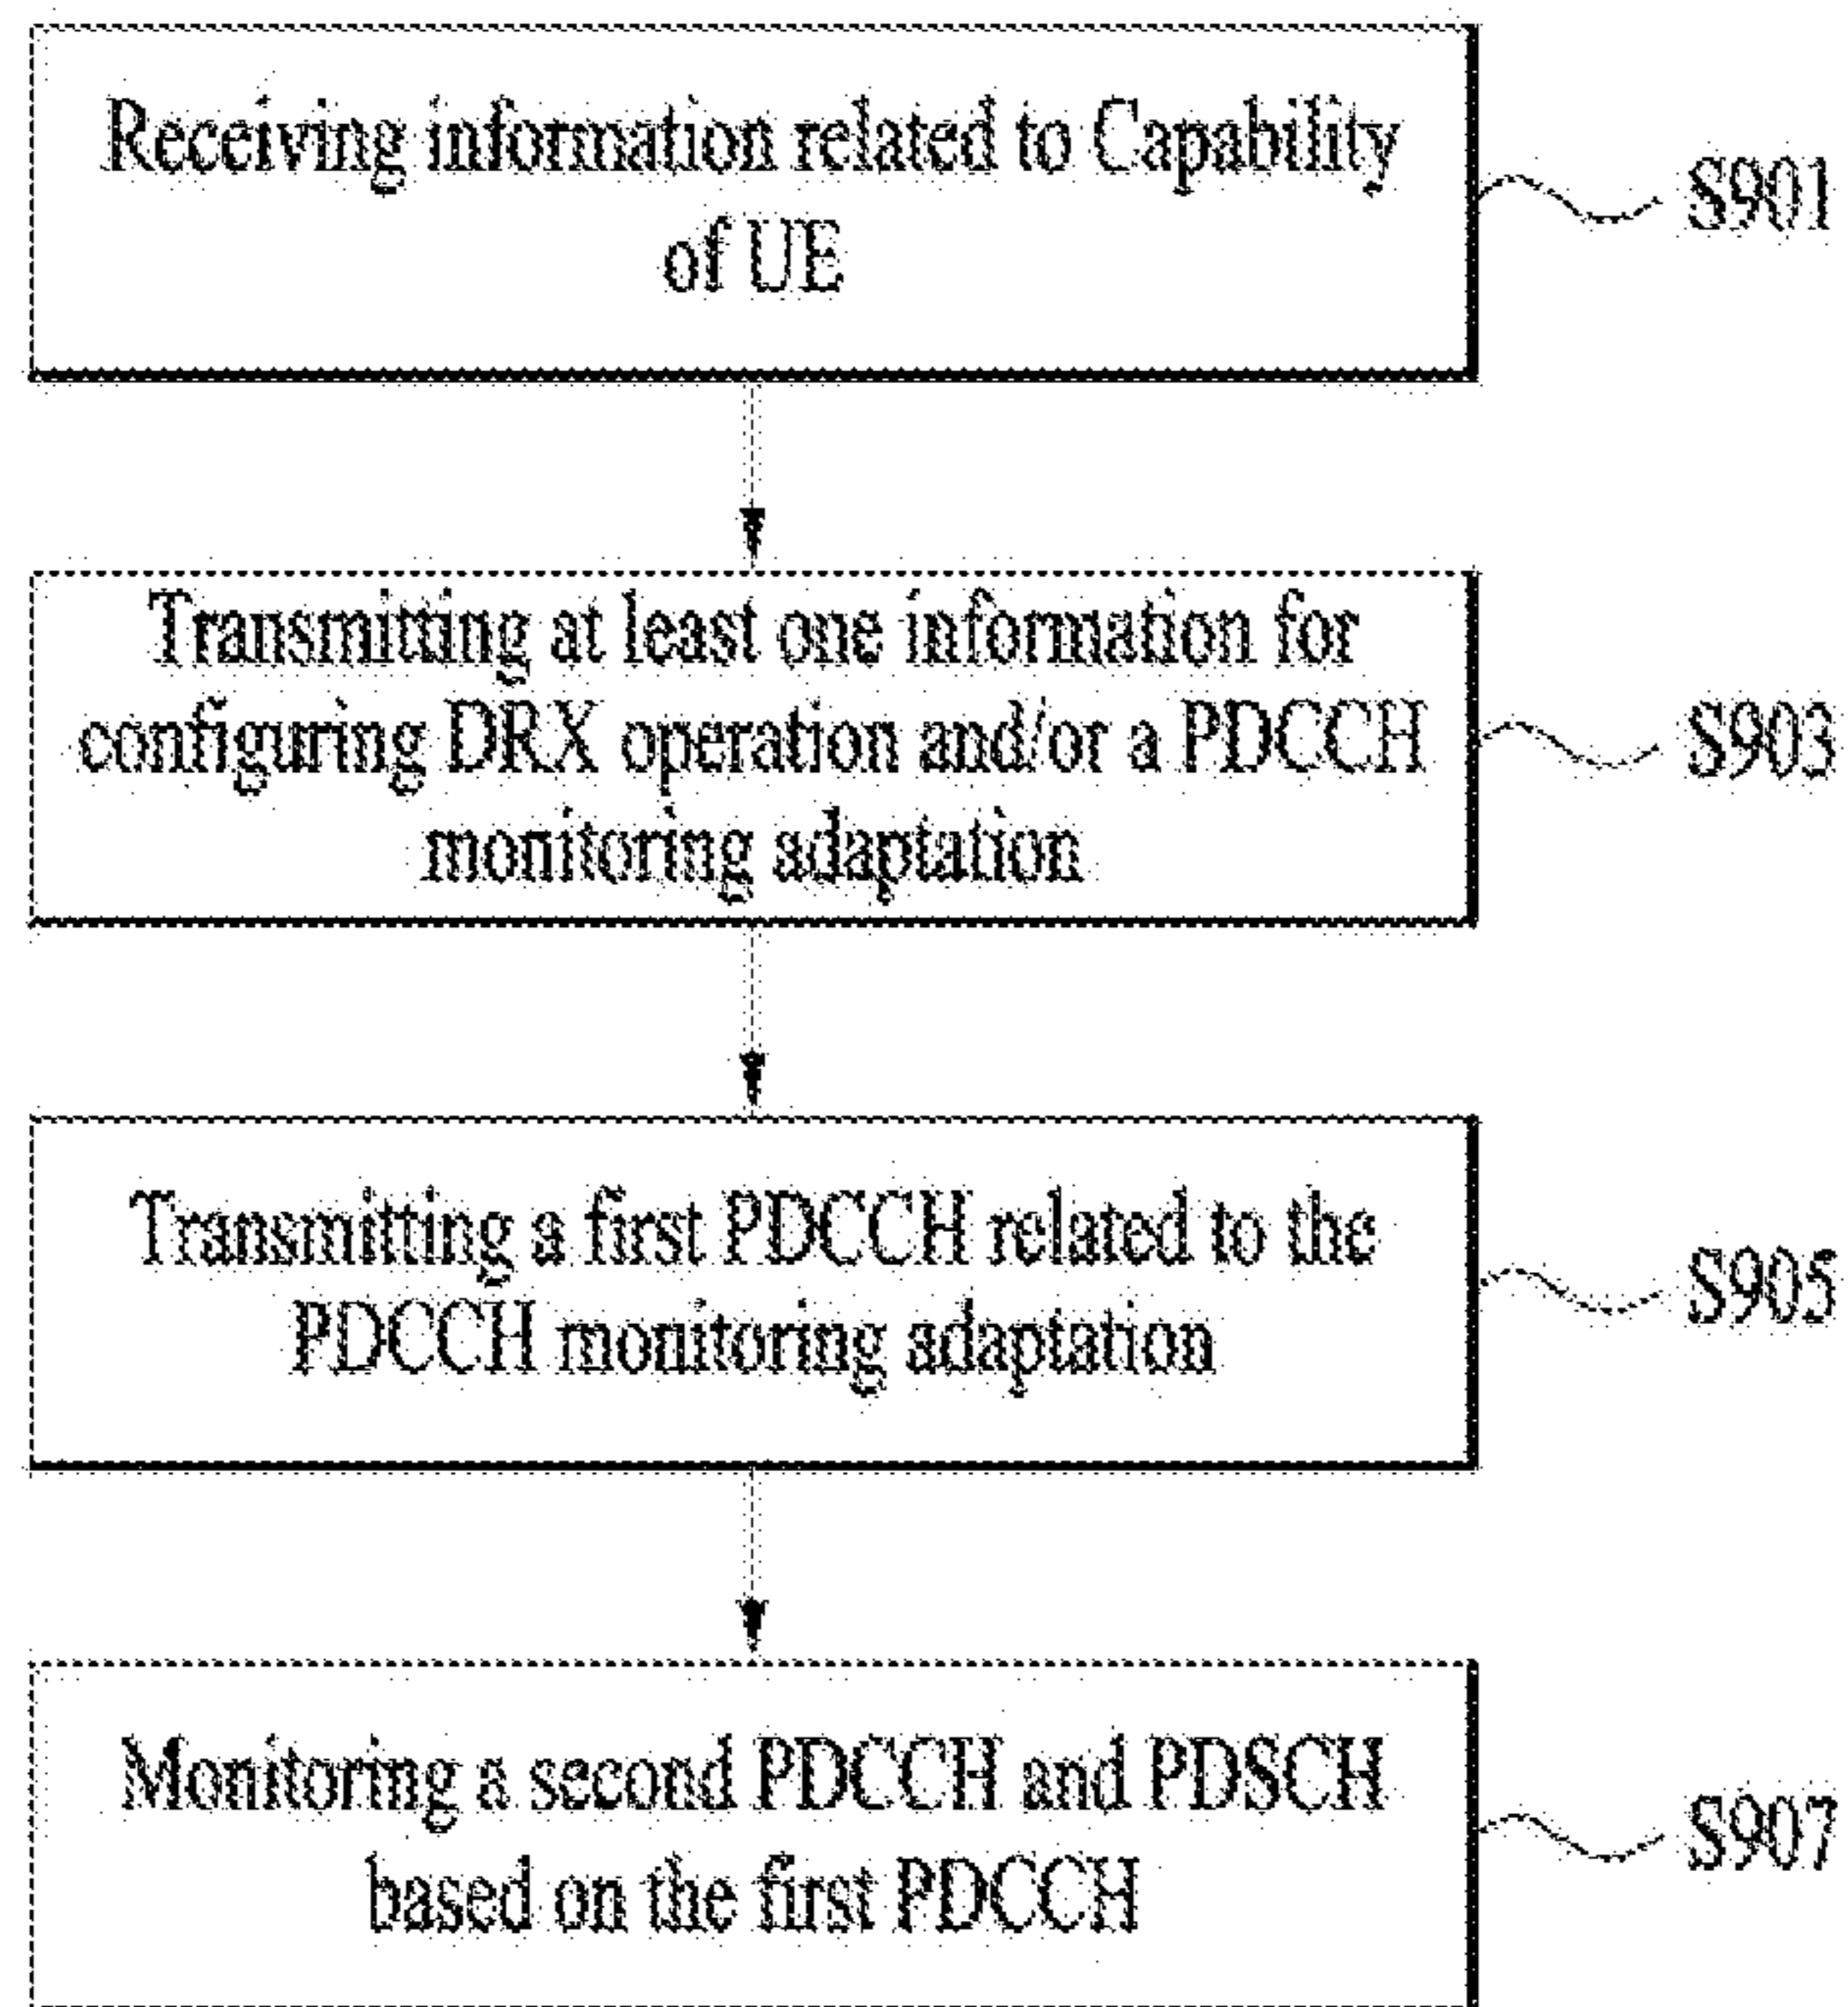 Receiving information related to Capability
of UE
S901
Transmitting at least one information for
configuring DRX operation and/or a PDCCH
monitoring adaptation
S903
Transmitting a first PDCCH related to the
PDCCH monitoring adaptation
S905
Monitoring a second PDCCH and PDSCH
based on the first PDCCH
S907